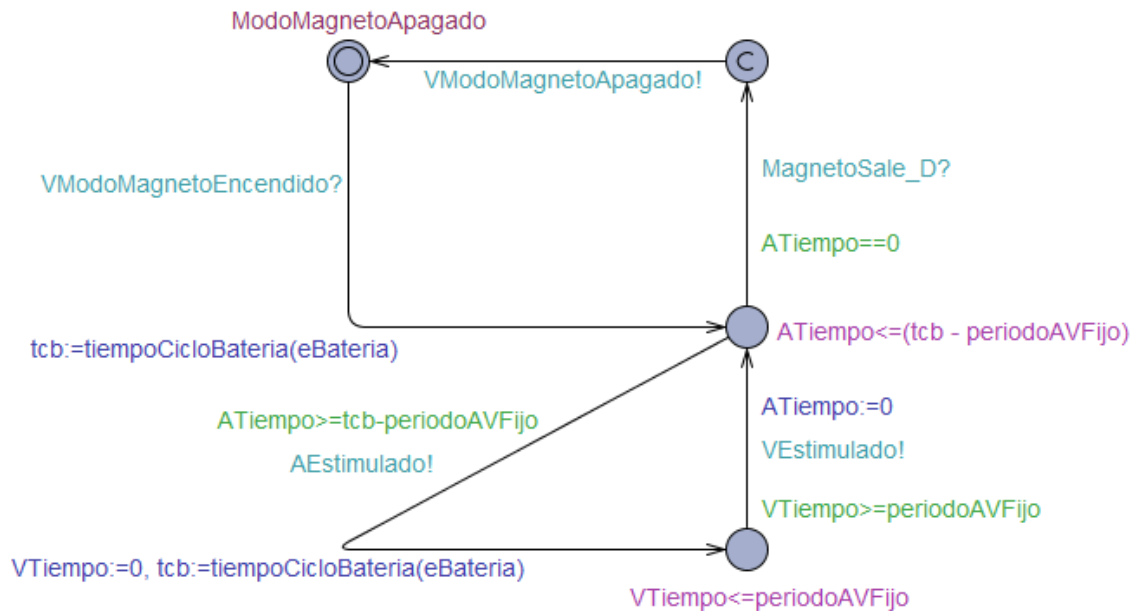 ModoMagnetoApagado
C
VModoMagnetoApagado!
VModoMagnetoEncendido?
MagnetoSale_D?
ATiempo==0
tcb:=tiempoCicloBateria(eBateria)
ATiempo<=(tcb - periodoAVFijo)
ATiempo>=tcb-periodoAVFijo
AEstimulado!
ATiempo:=0
VEstimulado!
VTiempo>=periodoAVFijo
VTiempo:=0, tcb:=tiempoCicloBateria(eBateria)
VTiempo<=periodoAVFijo